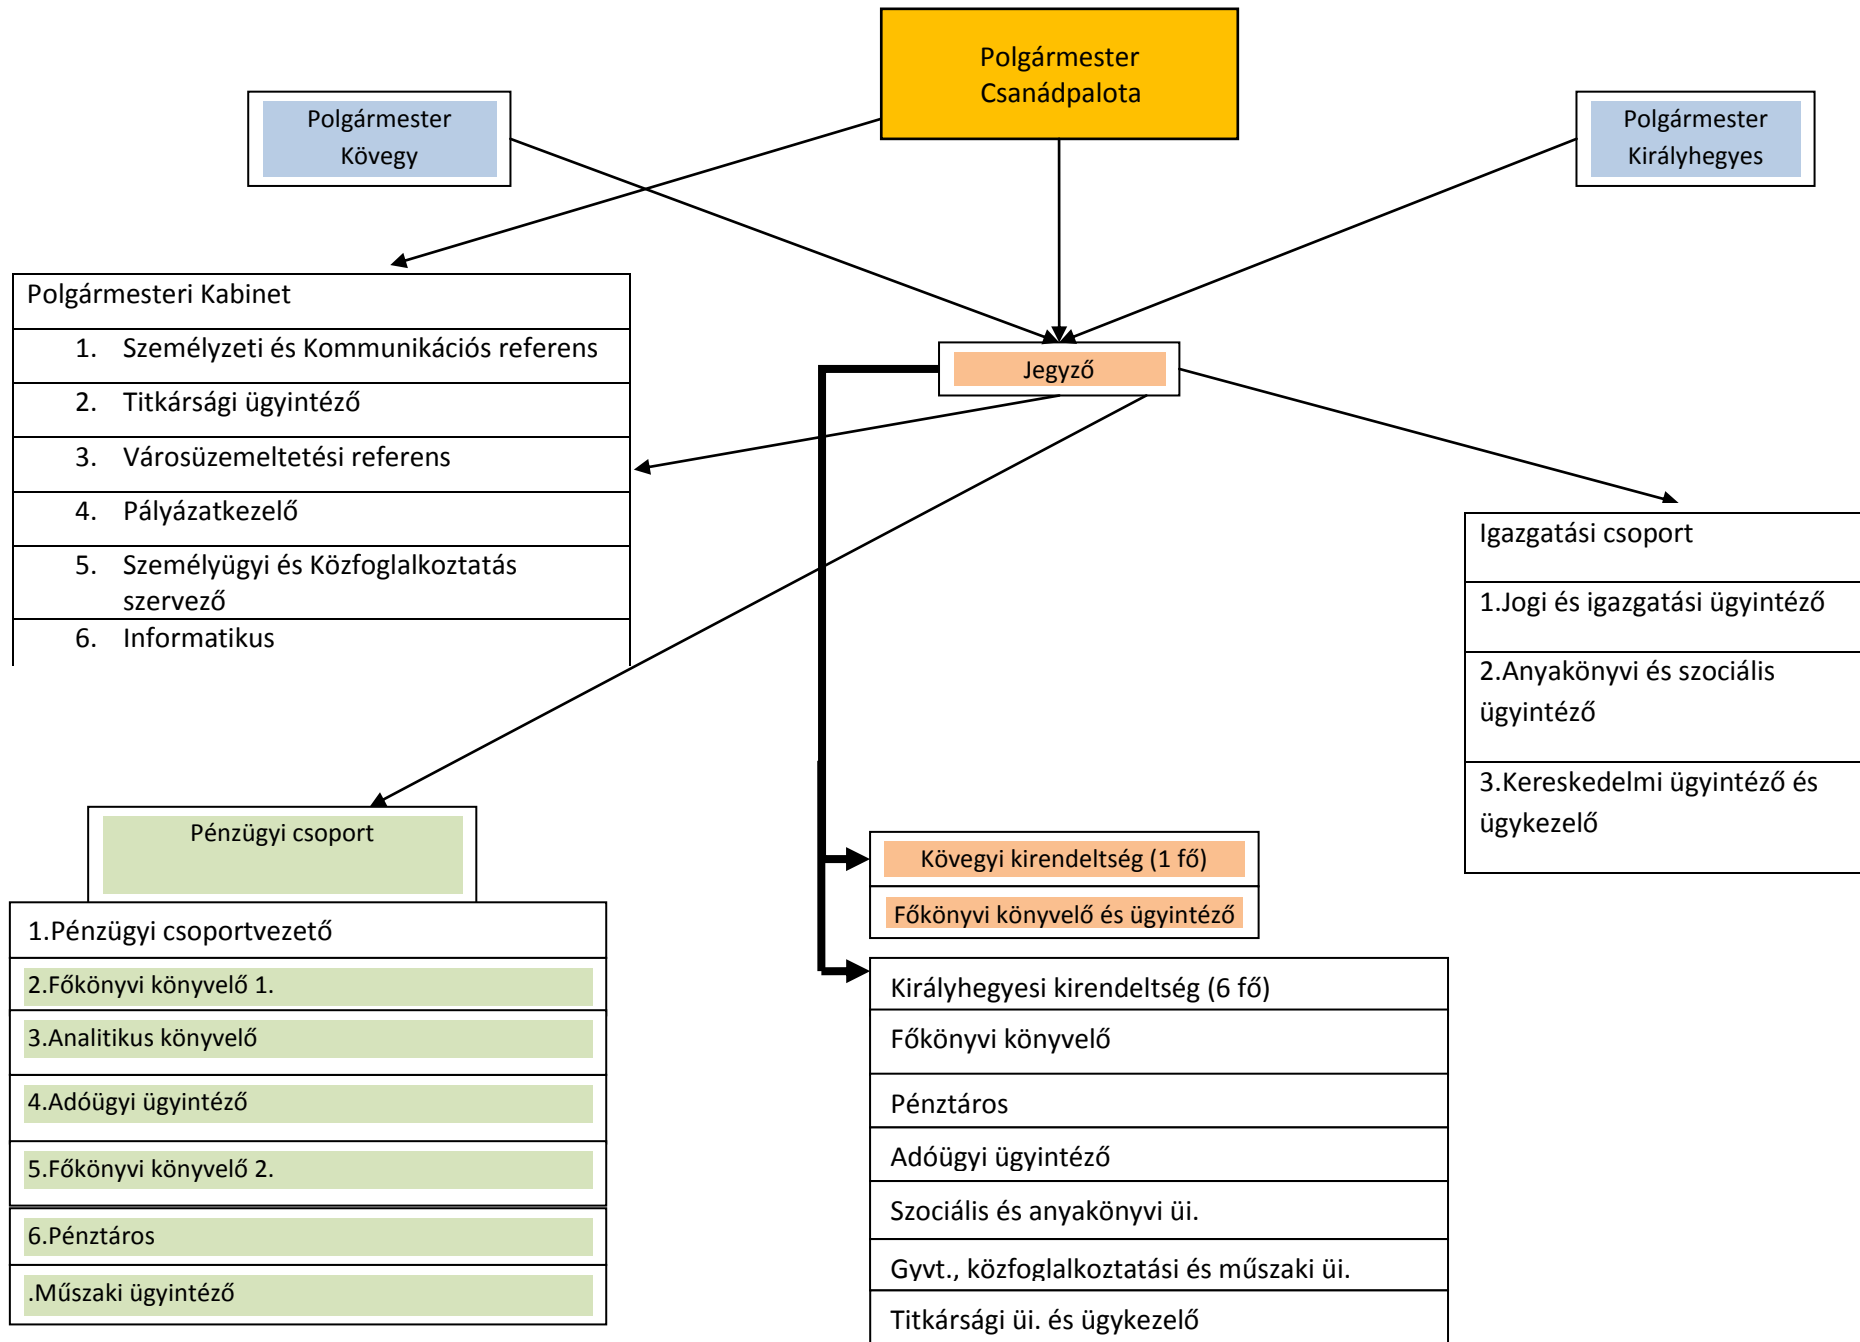 Polgármester
Csanádpalota
Polgármester
Kövegy
Polgármester
Királyhegyes
Polgármesteri Kabinet
1. Személyzeti és Kommunikációs referens
2. Titkársági ügyintéző
3. Városüzemeltetési referens
4. Pályázatkezelő
5. Személyügyi és Közfoglalkoztatás
szervező
6. Informatikus
Jegyző
Igazgatási csoport
1.Jogi és igazgatási ügyintéző
2.Anyakönyvi és szociális
ügyintéző
3.Kereskedelmi ügyintéző és
ügykezelő
Pénzügyi csoport
1.Pénzügyi csoportvezető
2.Főkönyvi könyvelő 1.
3.Analitikus könyvelő
4.Adóügyi ügyintéző
5.Főkönyvi könyvelő 2.
6.Pénztáros
.Műszaki ügyintéző
Kövegyi kirendeltség (1 fő)
Főkönyvi könyvelő és ügyintéző
Királyhegyesi kirendeltség (6 fő)
Főkönyvi könyvelő
Pénztáros
Adóügyi ügyintéző
Szociális és anyakönyvi üi.
Gyvt., közfoglalkoztatási és műszaki üi.
Titkársági üi. és ügykezelő